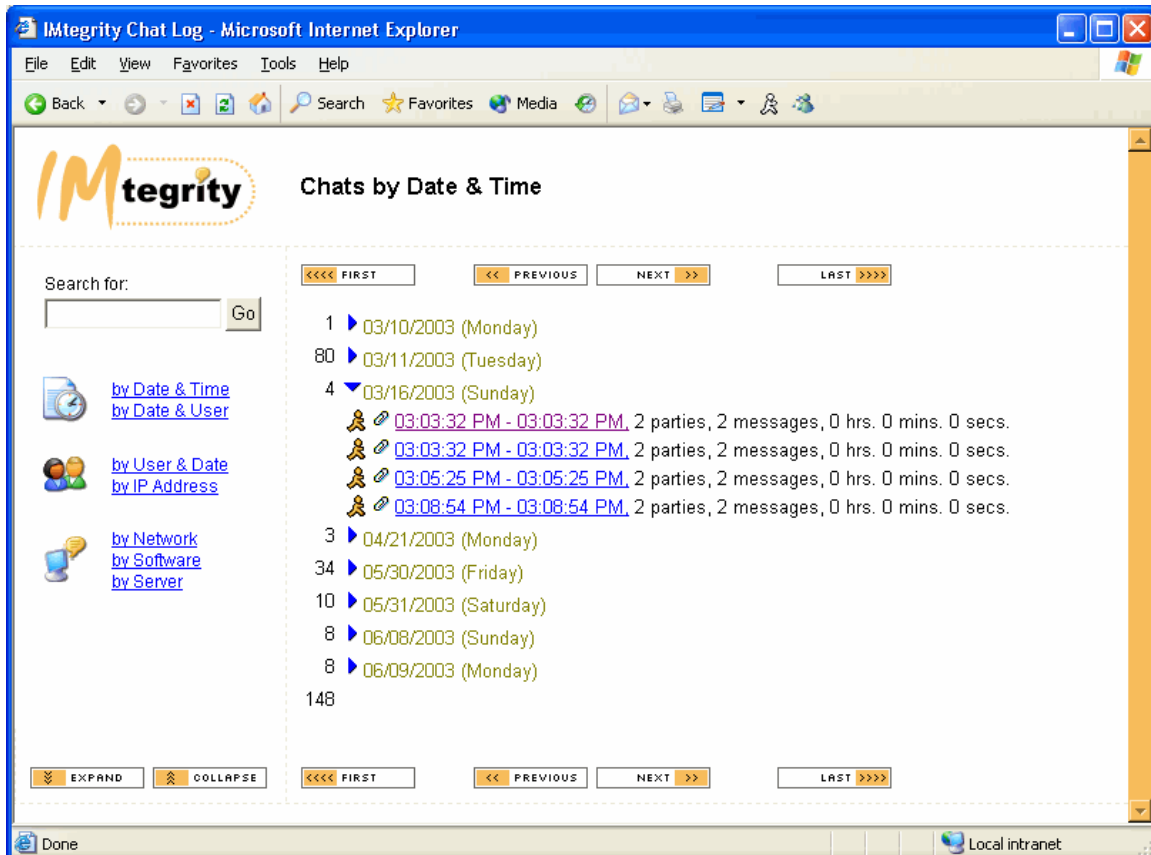 IMtegrity Chat Log - Microsoft Internet Explorer
File Edit View Favorites Tools Help
Back Search Favorites Media
IMtegrity
Chats by Date & Time
Search for:
Go
by Date & Time
by Date & User
by User & Date
by IP Address
by Network
by Software
by Server
<<<< FIRST << PREVIOUS NEXT >> LAST >>>>
1 03/10/2003 (Monday)
80 03/11/2003 (Tuesday)
4 03/16/2003 (Sunday)
03:03:32 PM - 03:03:32 PM, 2 parties, 2 messages, 0 hrs. 0 mins. 0 secs.
03:03:32 PM - 03:03:32 PM, 2 parties, 2 messages, 0 hrs. 0 mins. 0 secs.
03:05:25 PM - 03:05:25 PM, 2 parties, 2 messages, 0 hrs. 0 mins. 0 secs.
03:08:54 PM - 03:08:54 PM, 2 parties, 2 messages, 0 hrs. 0 mins. 0 secs.
3 04/21/2003 (Monday)
34 05/30/2003 (Friday)
10 05/31/2003 (Saturday)
8 06/08/2003 (Sunday)
8 06/09/2003 (Monday)
148
EXPAND COLLAPSE
<<<< FIRST << PREVIOUS NEXT >> LAST >>>>
Done Local intranet